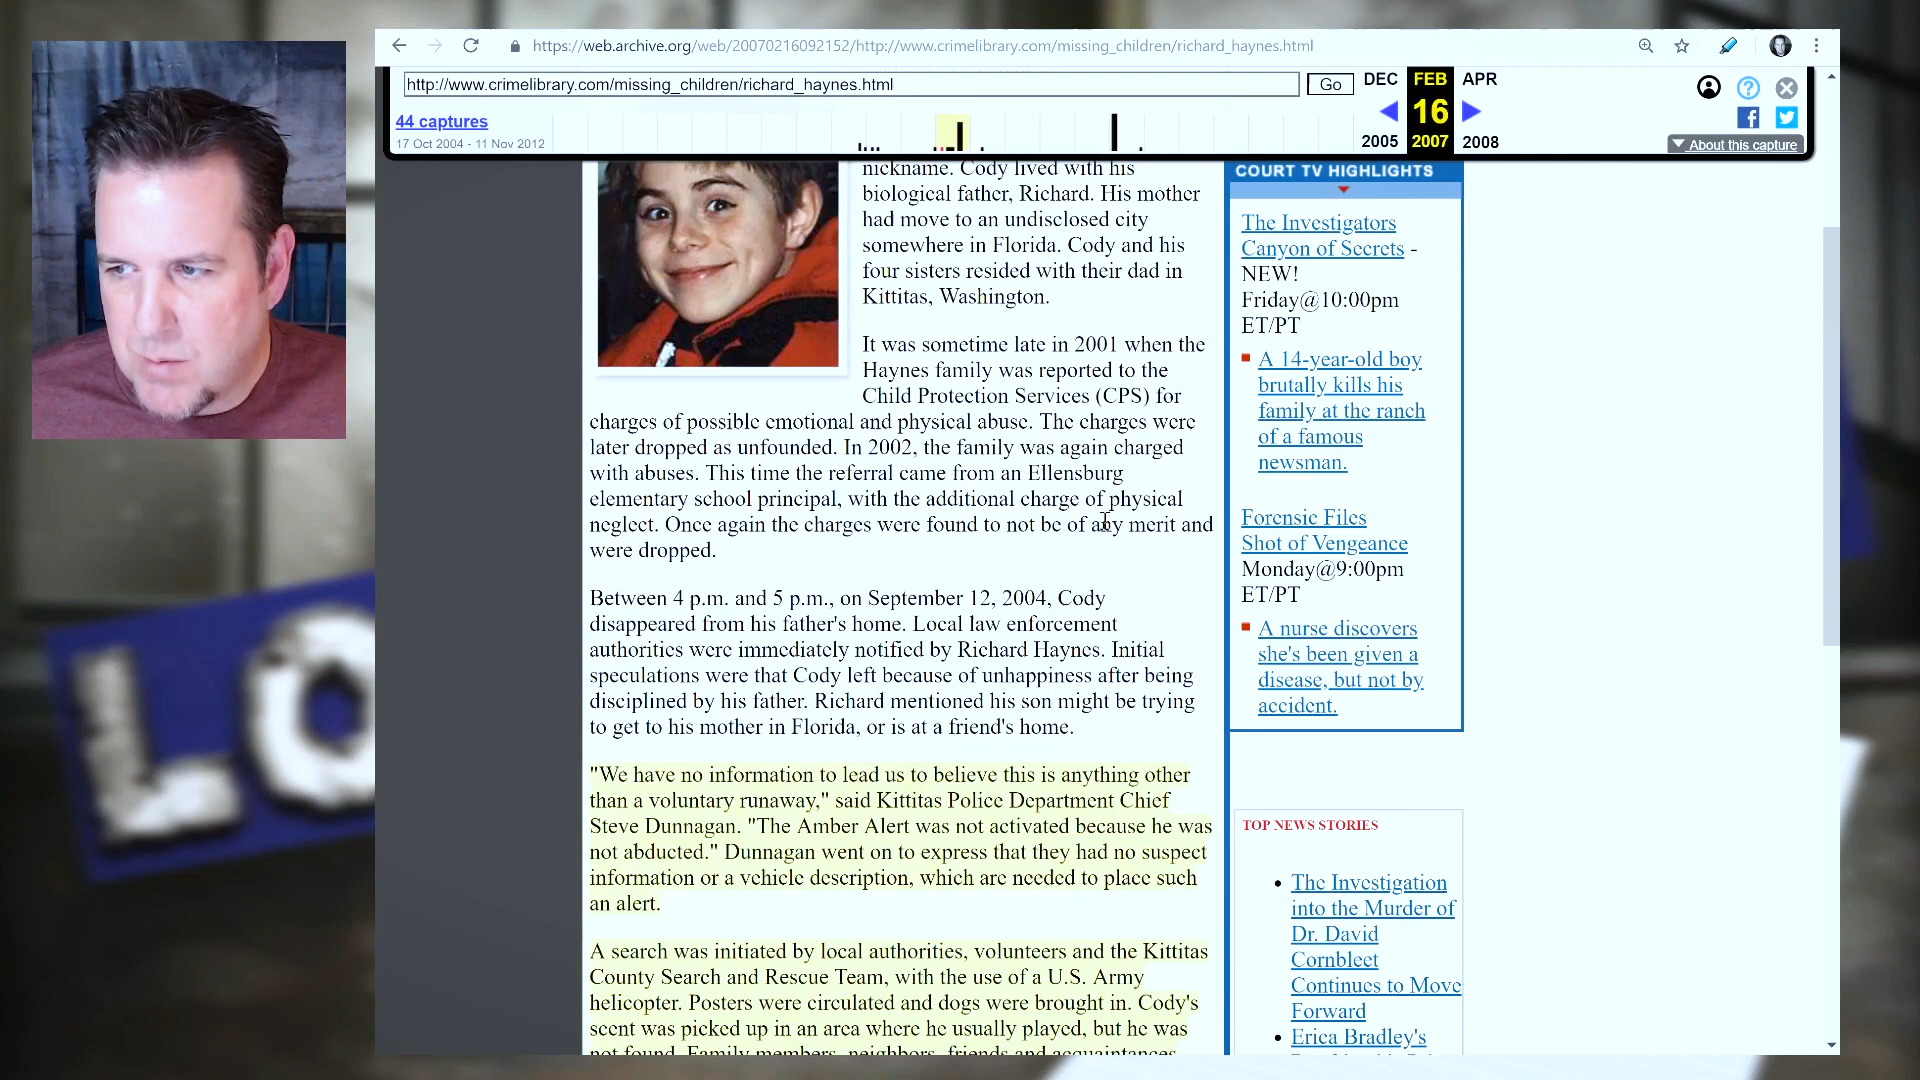 https://web.archive.org/web/20070216092152/http://www.crimelibrary.com/missing_children/richard_haynes.html
http://www.crimelibrary.com/missing_children/richard_haynes.html
Go
DEC
FEB
APR
44 captures
16
17 Oct 2004 - 11 Nov 2012
2005
2007
2008
About this capture
nickname. Cody lived with his
biological father, Richard. His mother
had move to an undisclosed city
somewhere in Florida. Cody and his
four sisters resided with their dad in
Kittitas, Washington.
It was sometime late in 2001 when the
Haynes family was reported to the
Child Protection Services (CPS) for
charges of possible emotional and physical abuse. The charges were
later dropped as unfounded. In 2002, the family was again charged
with abuses. This time the referral came from an Ellensburg
elementary school principal, with the additional charge of physical
neglect. Once again the charges were found to not be of any merit and
were dropped.
Between 4 p.m. and 5 p.m., on September 12, 2004, Cody
disappeared from his father's home. Local law enforcement
authorities were immediately notified by Richard Haynes. Initial
speculations were that Cody left because of unhappiness after being
disciplined by his father. Richard mentioned his son might be trying
to get to his mother in Florida, or is at a friend's home.
"We have no information to lead us to believe this is anything other
than a voluntary runaway," said Kittitas Police Department Chief
Steve Dunnagan. "The Amber Alert was not activated because he was
not abducted." Dunnagan went on to express that they had no suspect
information or a vehicle description, which are needed to place such
an alert.
A search was initiated by local authorities, volunteers and the Kittitas
County Search and Rescue Team, with the use of a U.S. Army
helicopter. Posters were circulated and dogs were brought in. Cody's
scent was picked up in an area where he usually played, but he was
not found. Family members, neighbors, friends and acquaintances
COURT TV HIGHLIGHTS
The Investigators
Canyon of Secrets -
NEW!
Friday@10:00pm
ET/PT
A 14-year-old boy
brutally kills his
family at the ranch
of a famous
newsman.
Forensic Files
Shot of Vengeance
Monday@9:00pm
ET/PT
A nurse discovers
she's been given a
disease, but not by
accident.
TOP NEWS STORIES
The Investigation
into the Murder of
Dr. David
Cornbleet
Continues to Move
Forward
Erica Bradley's
LO